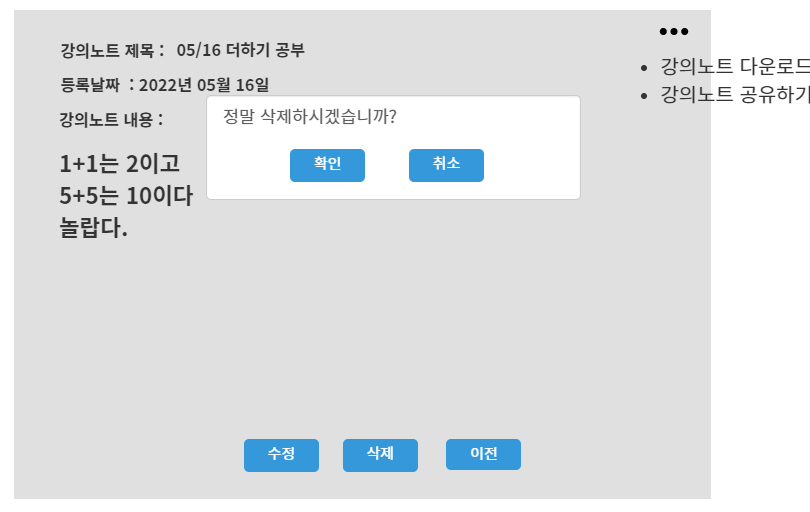 강의노트 제목 : 05/16 더하기 공부
등록날짜 : 2022년 05월 16일
강의노트 내용 :
1+1는 2이고
5+5는 10이다
놀랍다.
정말 삭제하시겠습니까?
확인 취소
•••
• 강의노트 다운로드
• 강의노트 공유하기
수정 삭제 이전